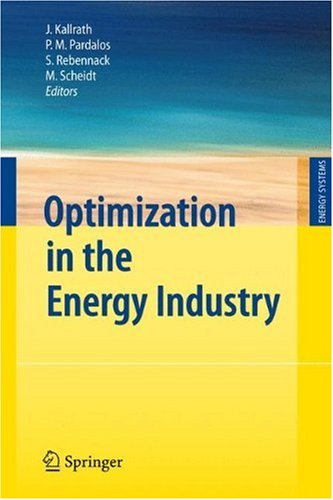 J. Kallrath
P. M. Pardalos
S. Rebennack
M. Scheidt
Editors
ENERGY SYSTEMS
Optimization
in the
Energy Industry
Springer